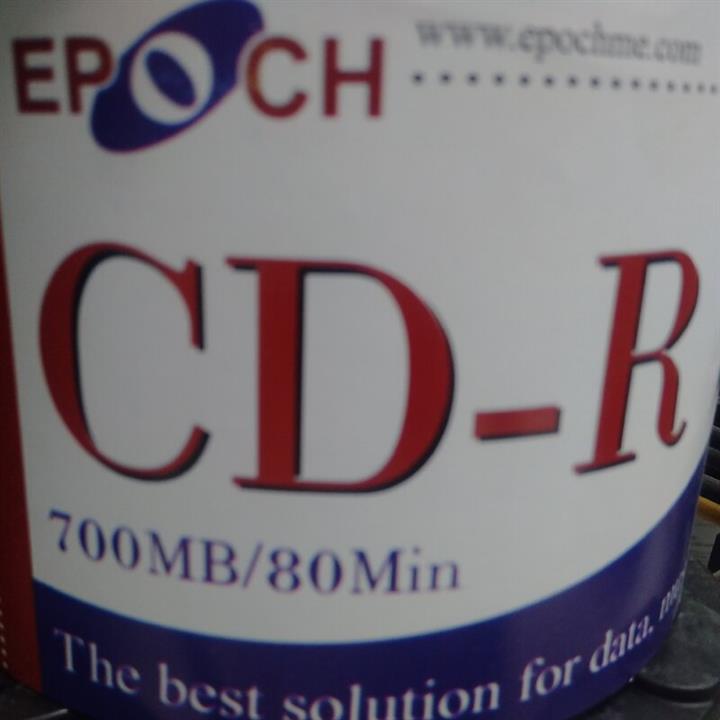 EPOCH
www.epochme.com
CD-R
700MB/80Min
The best solution for data.